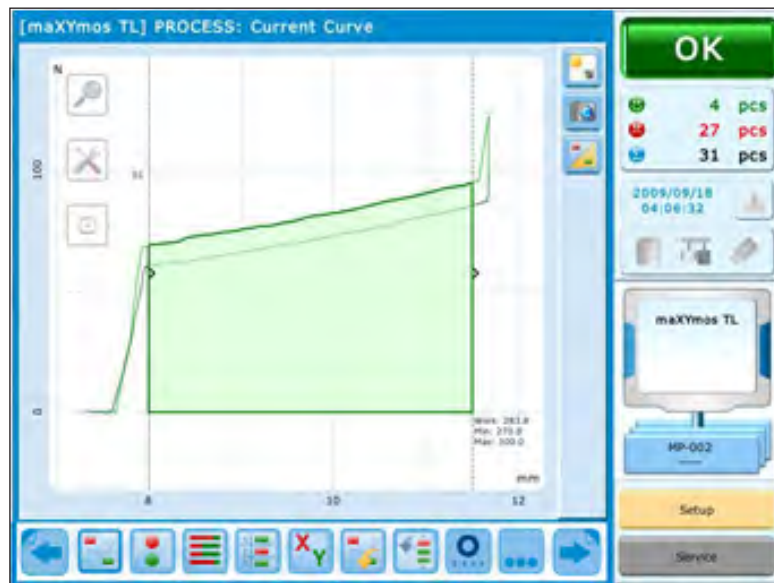 [maXYmos TL] PROCESS: Current Curve
OK
4 pcs
27 pcs
31 pcs
2009/09/18
04:06:32
N
100
0
Work: 283.8
Min: 270.0
Max: 300.0
mm
8
10
12
maXYmos TL
MP-002
Setup
Service
X
Y